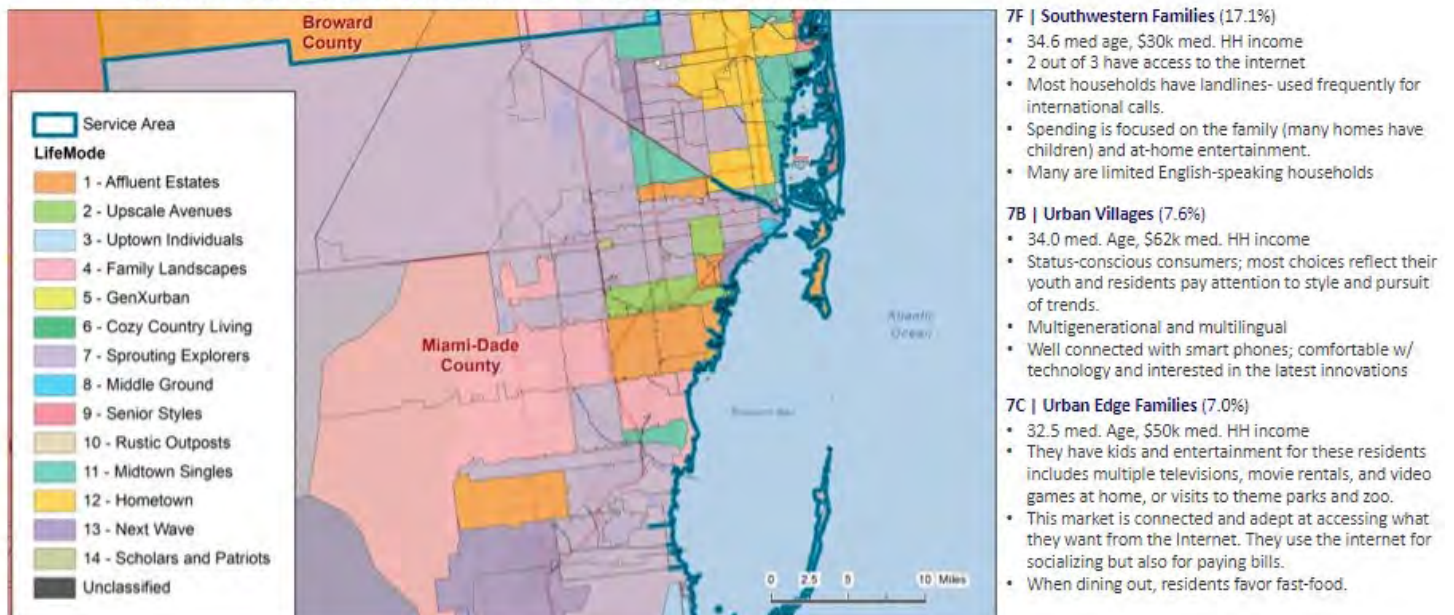 Broward
County
Service Area
LifeMode
1 - Affluent Estates
2 - Upscale Avenues
3 - Uptown Individuals
4 - Family Landscapes
5 - GenXurban
6 - Cozy Country Living
7 - Sprouting Explorers
8 - Middle Ground
9 - Senior Styles
10 - Rustic Outposts
11 - Midtown Singles
12 - Hometown
13 - Next Wave
14 - Scholars and Patriots
Unclassified
Miami-Dade
County
Atlantic
Ocean
0 2.5 5 10 Miles
7F | Southwestern Families (17.1%)
• 34.6 med age, $30k med. HH income
• 2 out of 3 have access to the internet
• Most households have landlines- used frequently for
international calls.
• Spending is focused on the family (many homes have
children) and at-home entertainment.
• Many are limited English-speaking households
7B | Urban Villages (7.6%)
• 34.0 med. Age, $62k med. HH income
• Status-conscious consumers; most choices reflect their
youth and residents pay attention to style and pursuit
of trends.
• Multigenerational and multilingual
• Well connected with smart phones; comfortable w/
technology and interested in the latest innovations
7C | Urban Edge Families (7.0%)
• 32.5 med. Age, $50k med. HH income
• They have kids and entertainment for these residents
includes multiple televisions, movie rentals, and video
games at home, or visits to theme parks and zoo.
• This market is connected and adept at accessing what
they want from the Internet. They use the internet for
socializing but also for paying bills.
• When dining out, residents favor fast-food.